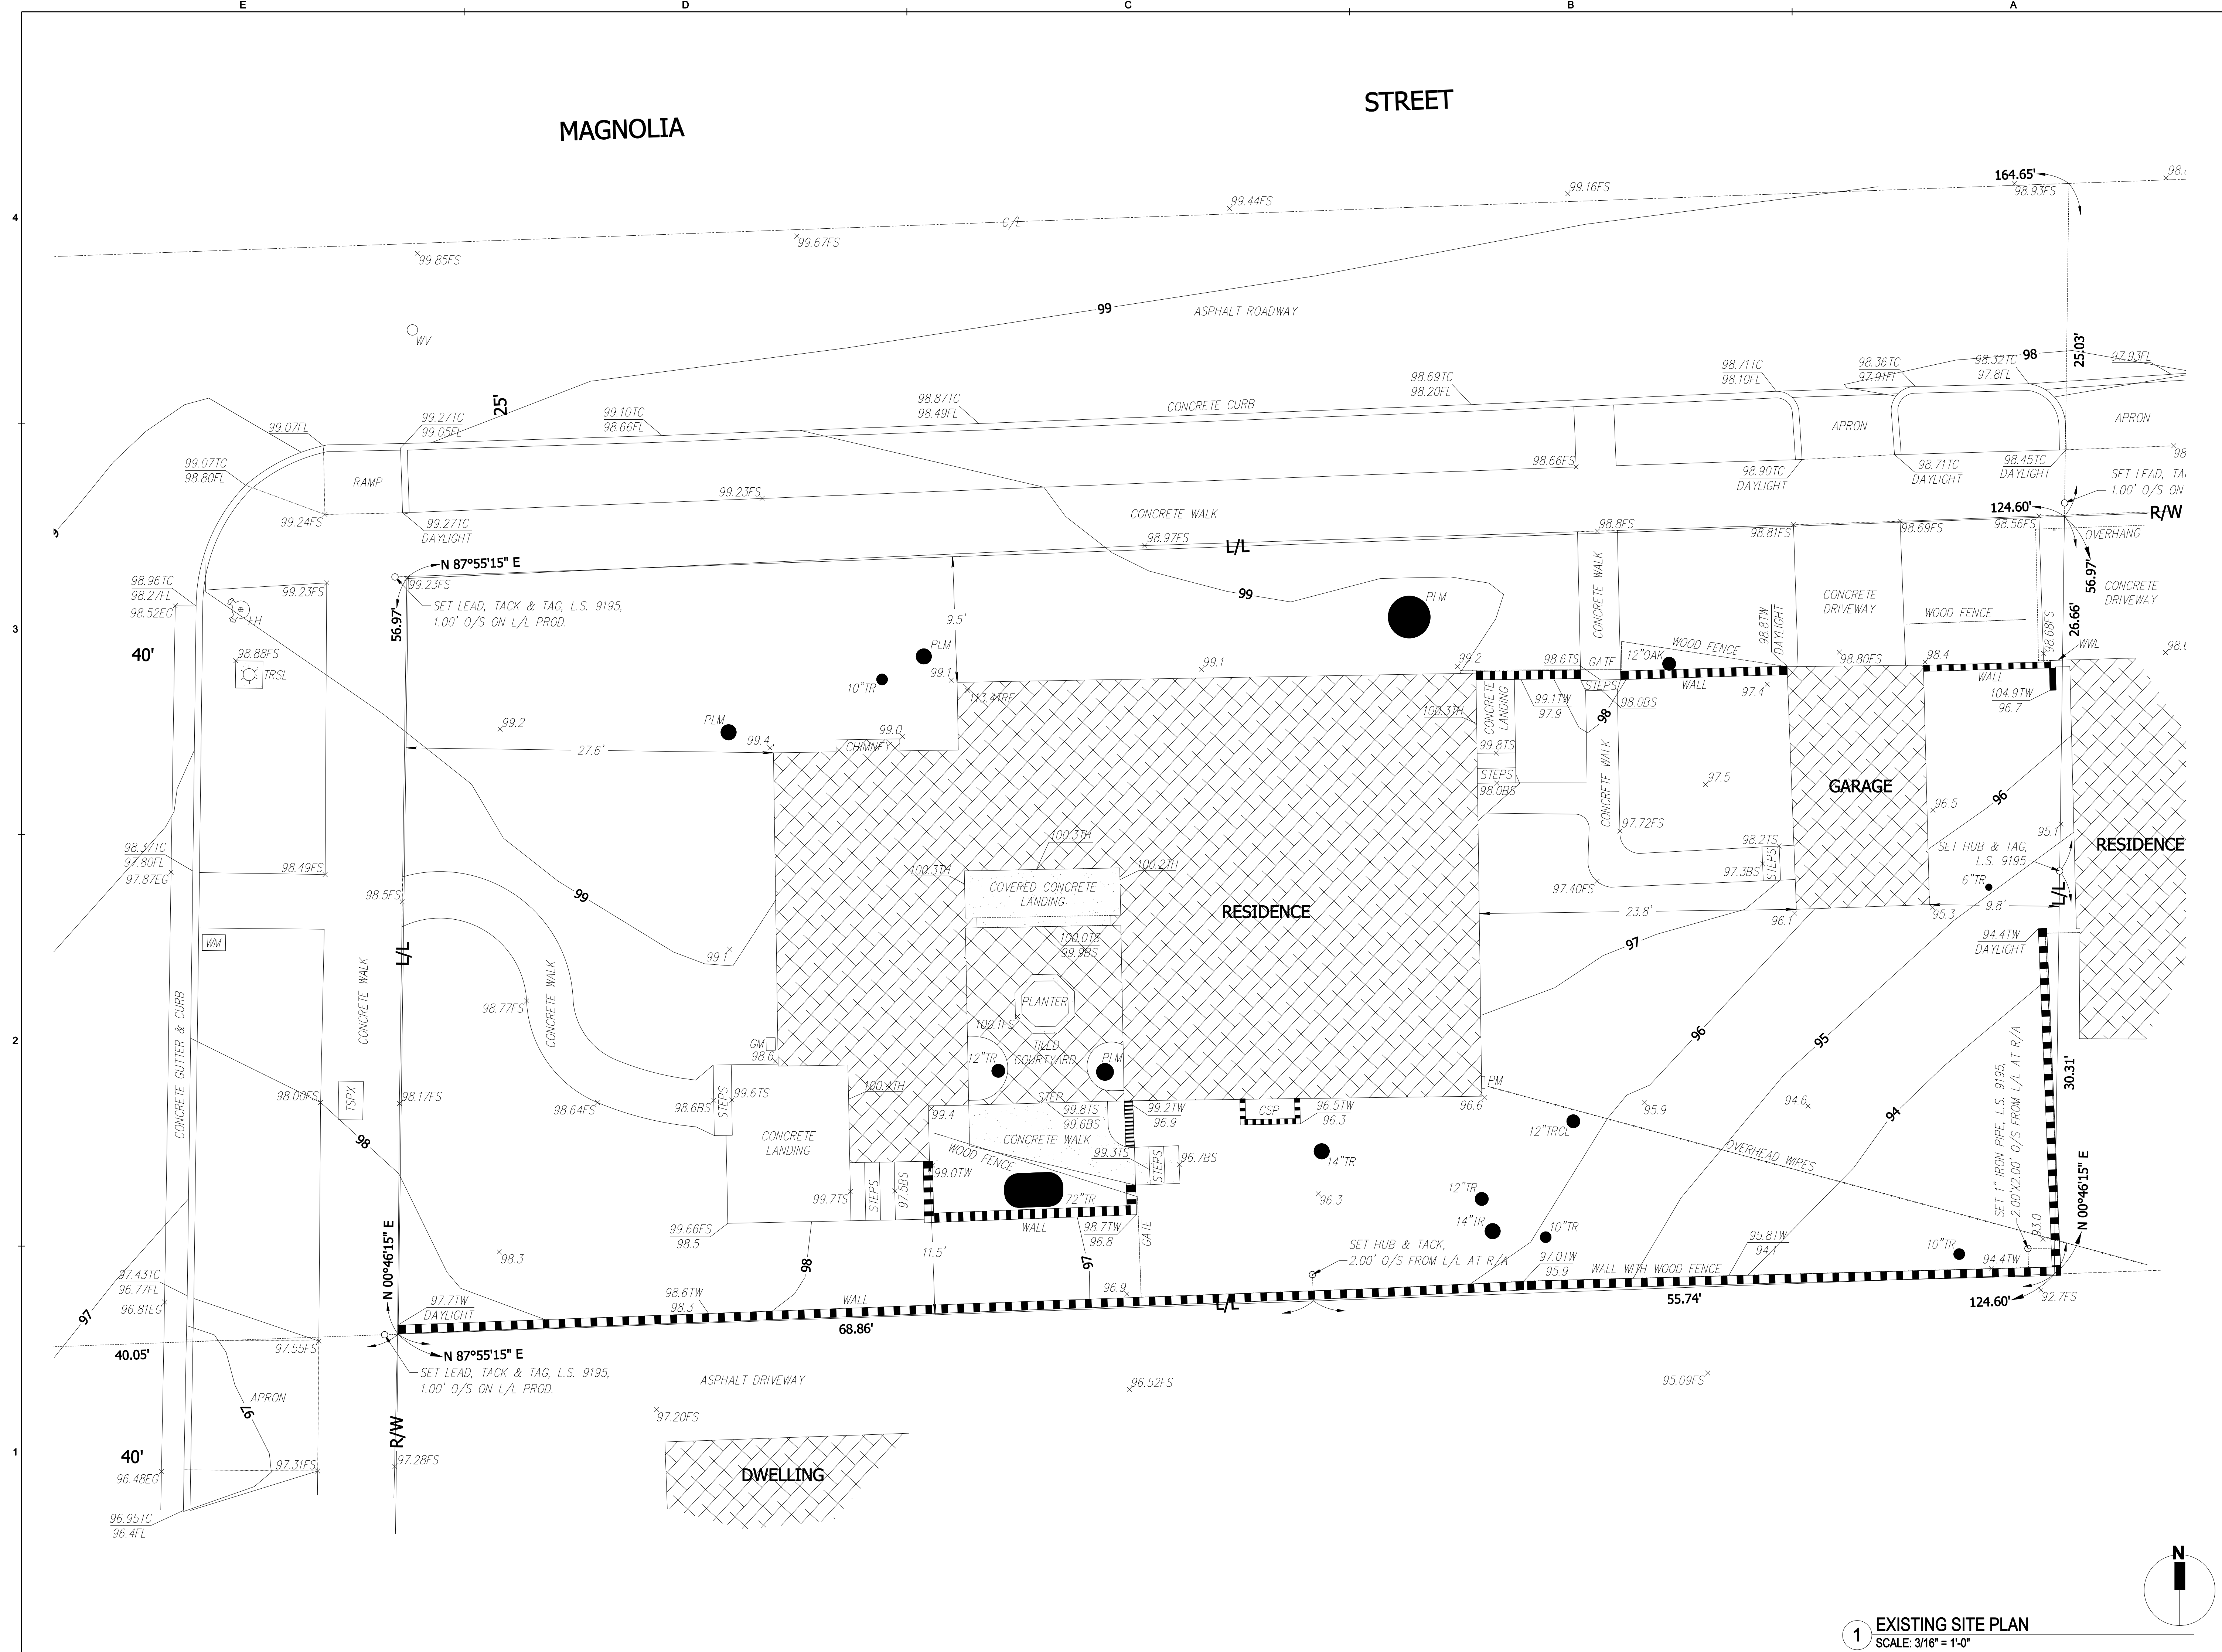 E
D
C
B
A
MAGNOLIA
STREET
4
164.65'
98.93FS
99.16FS
99.44FS
C/L
99.67FS
99.85FS
99
ASPHALT ROADWAY
WV
25.03'
98
98.71TC
98.10FL
98.36TC
97.91FL
98.32TC
97.8FL
97.93FL
98.69TC
98.20FL
98.87TC
98.49FL
CONCRETE CURB
25'
99.10TC
98.66FL
99.27TC
99.05FL
99.07FL
APRON
APRON
99.07TC
98.80FL
RAMP
98.66FS
98.90TC
DAYLIGHT
98.71TC
DAYLIGHT
98.45TC
DAYLIGHT
SET LEAD, TA
1.00' O/S ON
99.23FS
99.24FS
99.27TC
DAYLIGHT
CONCRETE WALK
124.60'
R/W
98.8FS
98.81FS
98.69FS
98.56FS
OVERHANG
98.97FS
L/L
N 87°55'15" E
99.23FS
98.96TC
98.27FL
98.52EG
99.23FS
FH
SET LEAD, TACK & TAG, L.S. 9195,
1.00' O/S ON L/L PROD.
56.97'
9.5'
99
PLM
CONCRETE WALK
CONCRETE
DRIVEWAY
WOOD FENCE
56.97'
CONCRETE
DRIVEWAY
26.66'
3
40'
98.88FS
TRSL
PLM
10"TR
99.1
113.4TRF
99.1
99.2
98.6TS
GATE
WOOD FENCE
12"OAK
98.8TW
DAYLIGHT
98.80FS
98.4
98.68FS
WWL
WALL
WALL
104.9TW
96.7
STEPS
98.0BS
97.4
99.1TW
97.9
98
CONCRETE
LANDING
100.3TH
99.2
PLM
99.4
99.0
CHIMNEY
27.6'
99.8TS
STEPS
98.0BS
CONCRETE WALK
97.5
GARAGE
96
96.5
95.1
RESIDENCE
97.72FS
98.2TS
STEPS
97.3BS
97.40FS
SET HUB & TAG,
L.S. 9195
6"TR
L/L
98.37TC
97.80FL
97.87EG
98.49FS
98.5FS
99
100.3TH
100.3TH
100.2TH
COVERED CONCRETE
LANDING
RESIDENCE
23.8'
96.1
9.8'
95.3
97
94.4TW
DAYLIGHT
WM
L/L
99.1
100.0TS
99.9BS
CONCRETE WALK
CONCRETE WALK
98.77FS
PLANTER
100.1FS
TILED
COURTYARD
CONCRETE GUTTER & CURB
2
GM
98.6
12"TR
PLM
96
95
94
30.31'
SET 1" IRON PIPE, L.S. 9195,
2.00'X2.00' O/S FROM L/L AT R/A
TSPX
98.00FS
98.17FS
98.64FS
98.6BS
STEPS
99.6TS
100.4TH
99.4
STEP
99.8TS
99.6BS
99.2TW
96.9
CSP
96.5TW
96.3
PM
96.6
95.9
94.6
12"TRCL
98
CONCRETE
LANDING
CONCRETE WALK
WOOD FENCE
99.0TW
99.3TS
STEPS
96.7BS
14"TR
OVERHEAD WIRES
99.7TS
STEPS
97.5BS
72"TR
96.3
12"TR
99.66FS
98.5
WALL
98.7TW
96.8
GATE
14"TR
10"TR
93.0
N 00°46'15" E
N 00°46'15" E
98.3
98
11.5'
97
SET HUB & TACK,
2.00' O/S FROM L/L AT R/A
95.8TW
94.1
10"TR
97.0TW
95.9
WALL WITH WOOD FENCE
94.4TW
97.43TC
96.77FL
96.81EG
97
97.7TW
DAYLIGHT
98.6TW
98.3
WALL
96.9
L/L
55.74'
124.60'
92.7FS
68.86'
97.55FS
40.05'
N 87°55'15" E
SET LEAD, TACK & TAG, L.S. 9195,
1.00' O/S ON L/L PROD.
ASPHALT DRIVEWAY
96.52FS
95.09FS
APRON
97
97.20FS
R/W
1
40'
96.48EG
97.31FS
97.28FS
DWELLING
96.95TC
96.4FL
N
1
EXISTING SITE PLAN
SCALE: 3/16" = 1'-0"